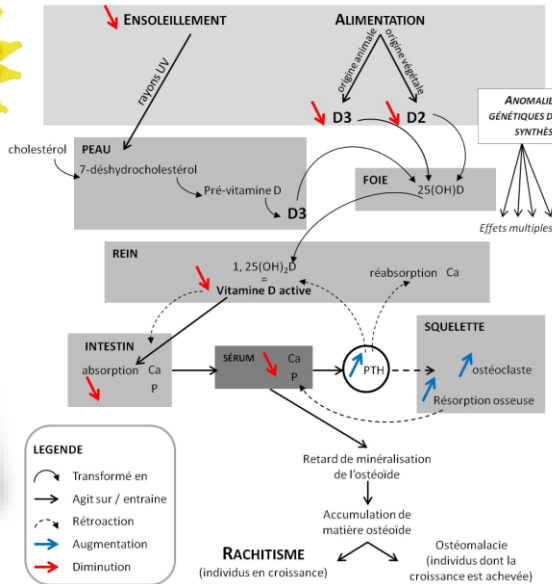 ENSOLEILLEMENT
ALIMENTATION
rayons UV
origine animale
origine végétale
D3
D2
ANOMALIE
GÉNÉTIQUES D
SYNTHÈS
Effets multiples
PEAU
cholestérol
7-déshydrocholestérol
Pré-vitamine D
D3
FOIE
25(OH)D
REIN
1, 25(OH)₂D
=
Vitamine D active
réabsorption Ca
INTESTIN
absorption Ca
P
SÉRUM
Ca
P
PTH
SQUELETTE
ostéoclaste
Résorption osseuse
LEGENDE
Transformé en
Agit sur / entraine
Rétroaction
Augmentation
Diminution
Retard de minéralisation
de l'ostéoïde
Accumulation de
matière ostéoïde
RACHITISME
(individus en croissance)
Ostéomalacie
(individus dont la
croissance est achevée)